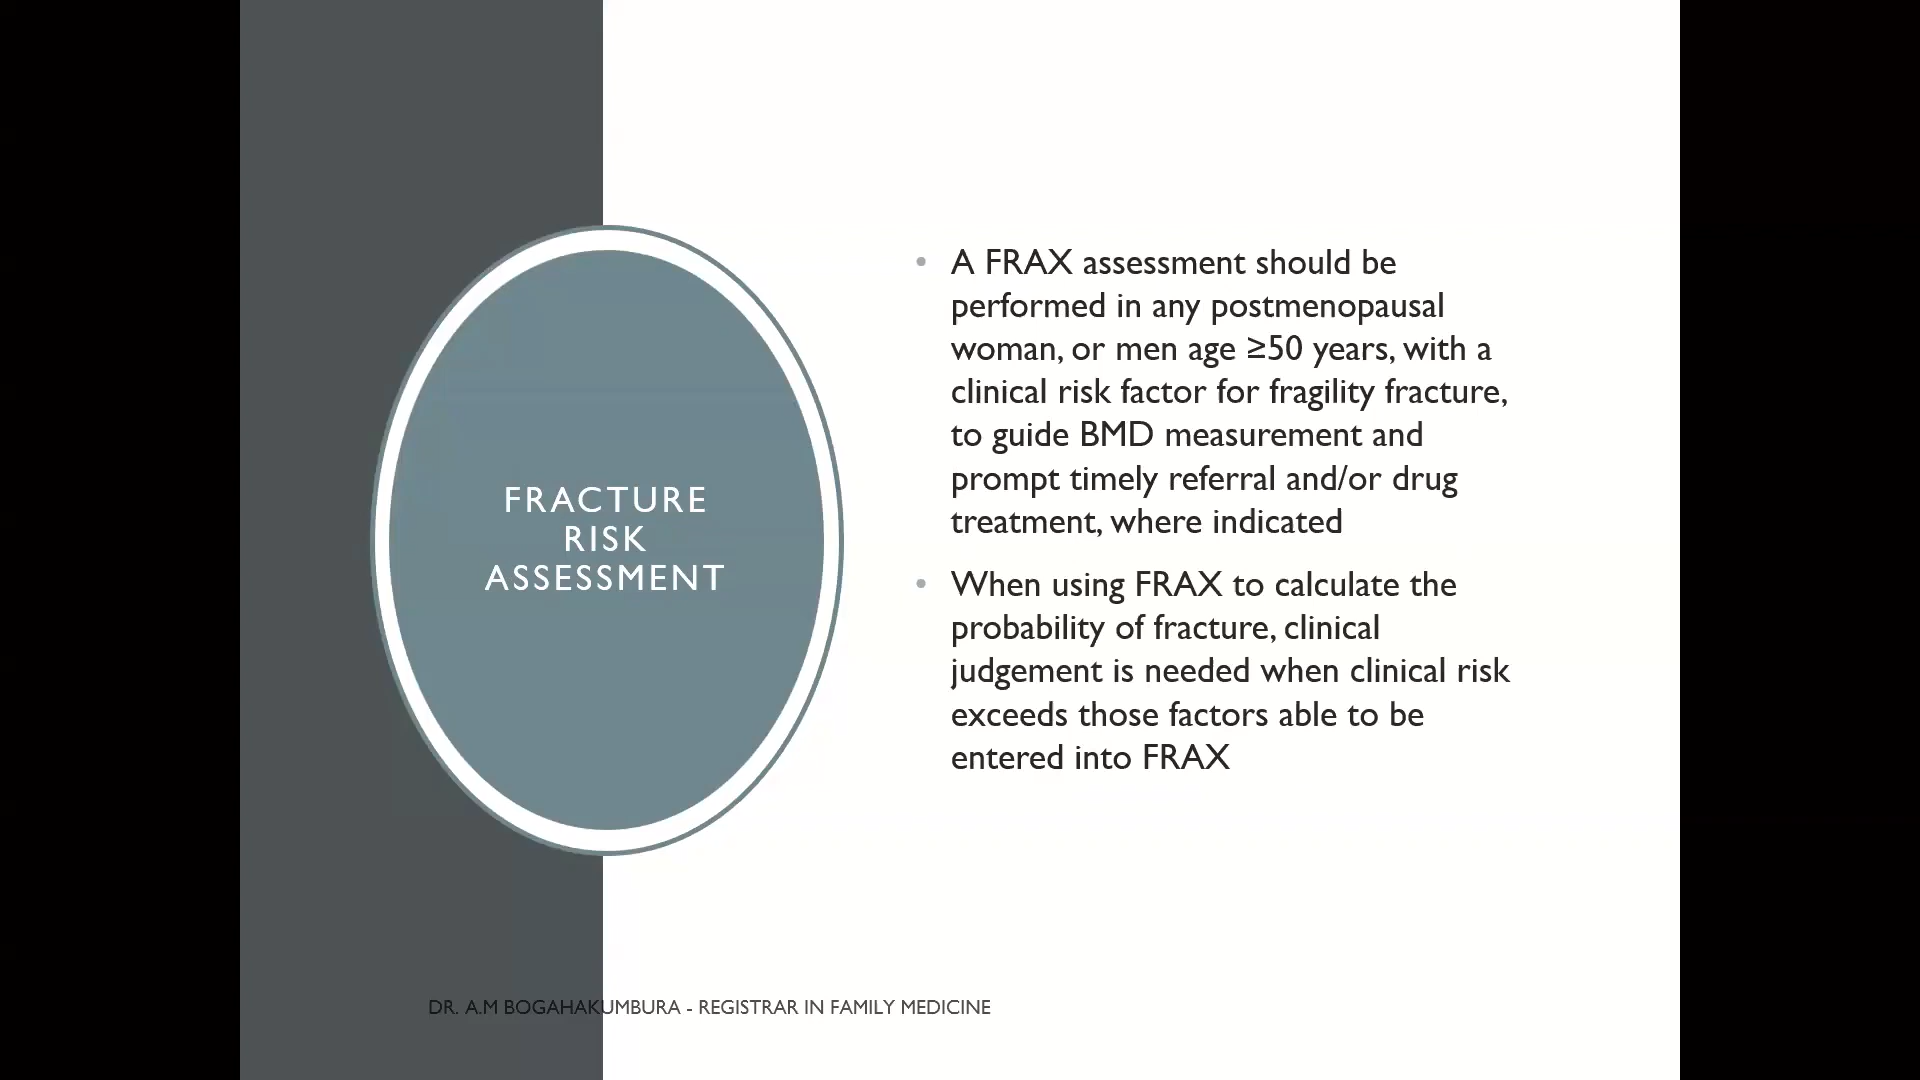 FRACTURE
RISK
ASSESSMENT
• A FRAX assessment should be
performed in any postmenopausal
woman, or men age ≥50 years, with a
clinical risk factor for fragility fracture,
to guide BMD measurement and
prompt timely referral and/or drug
treatment, where indicated
• When using FRAX to calculate the
probability of fracture, clinical
judgement is needed when clinical risk
exceeds those factors able to be
entered into FRAX
DR. A.M BOGAHAKUMBURA - REGISTRAR IN FAMILY MEDICINE